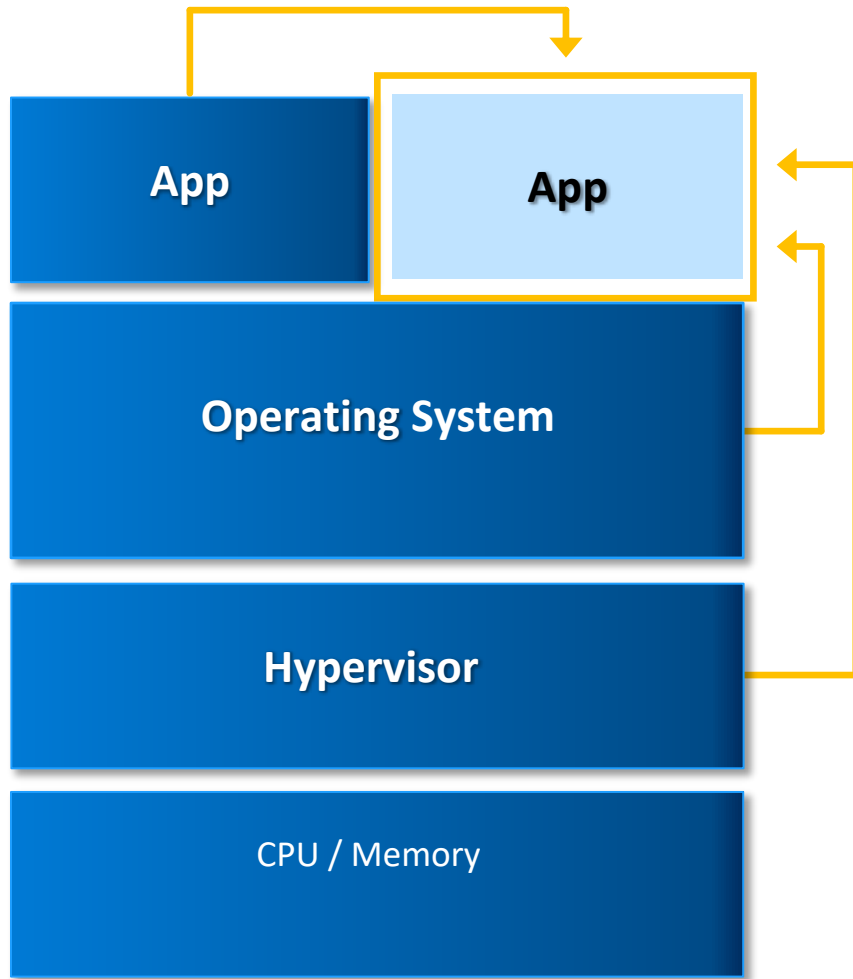 App
App
Operating System
Hypervisor
CPU / Memory